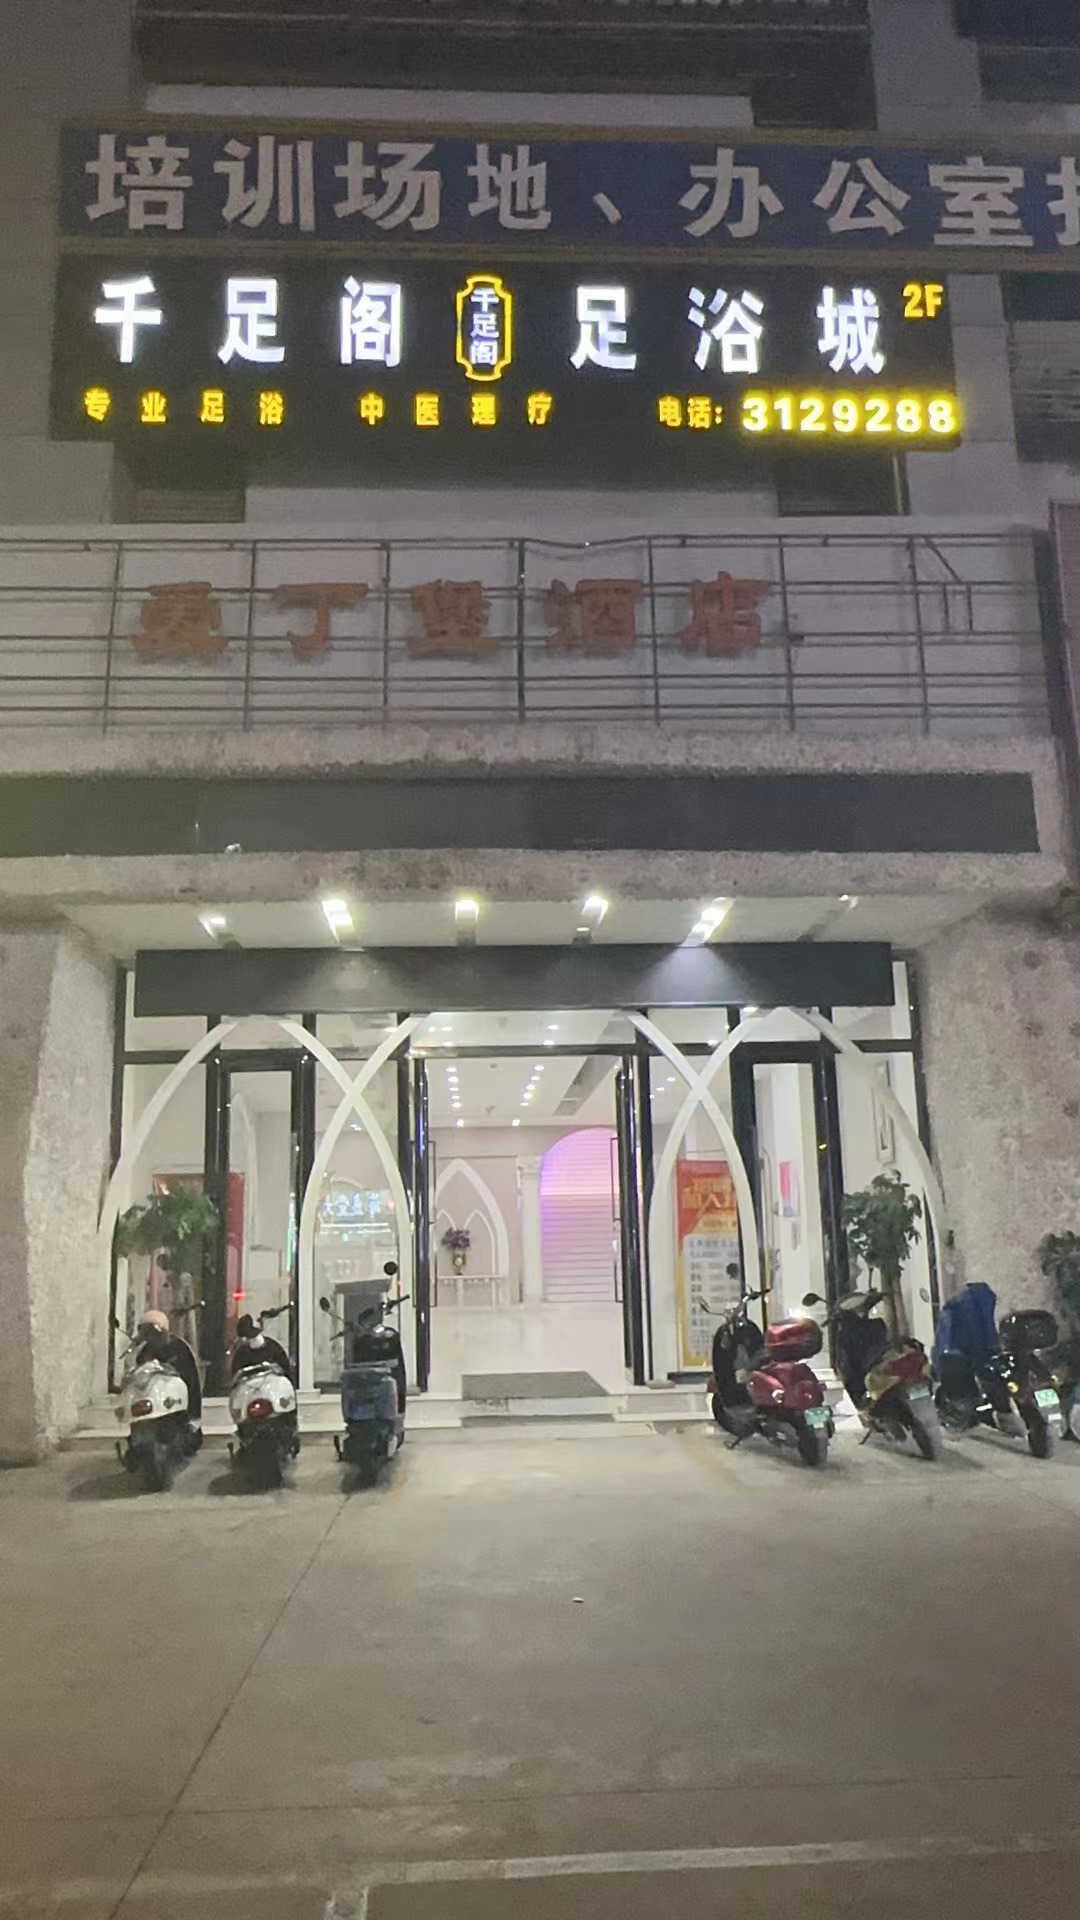 培训场地、办公室
千足阁 千足阁 足浴城 2F
专业足浴 中医理疗 电话：3129288
爱丁堡酒店